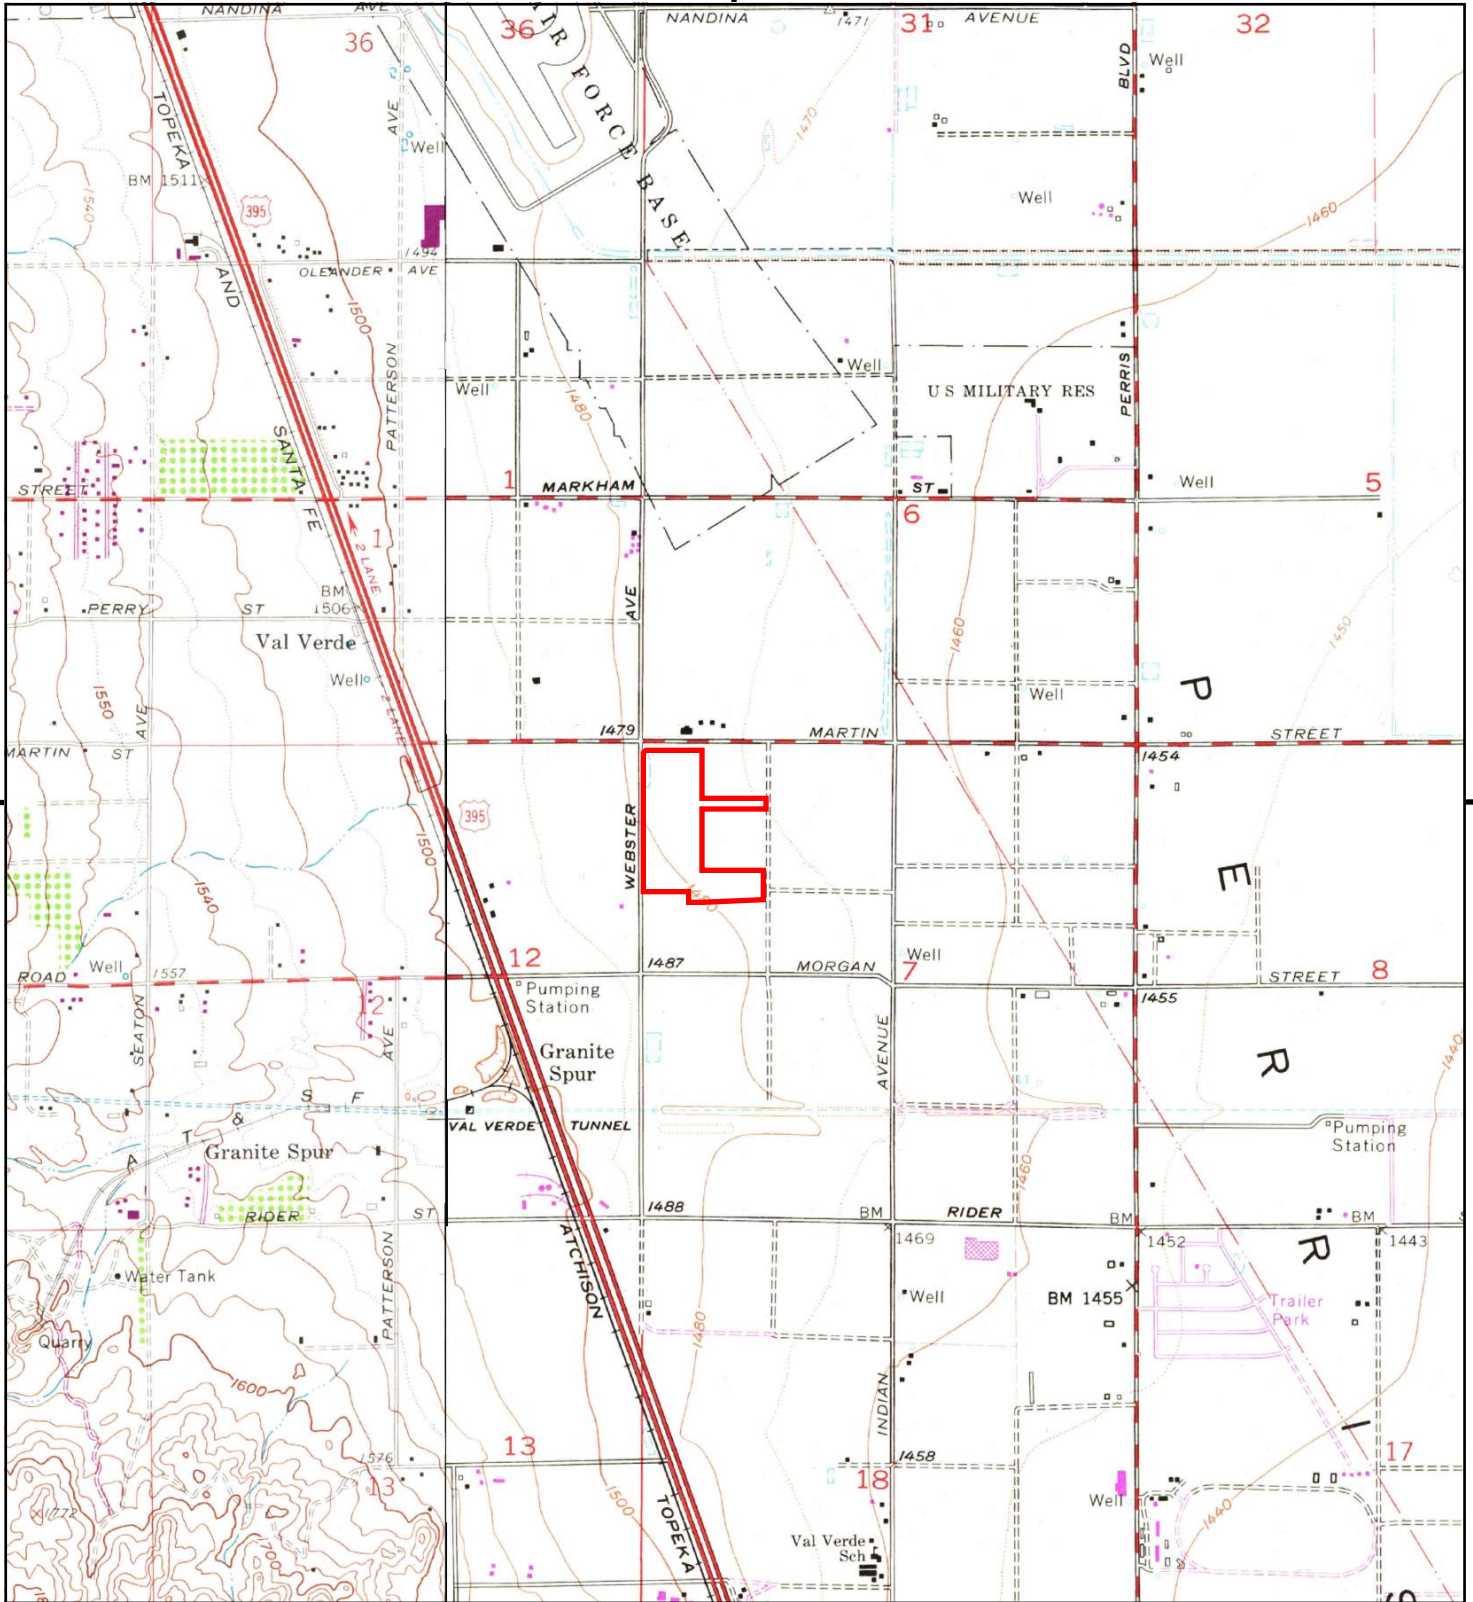 NANDINA AVE
36
36
AIR FORCE BASE
NANDINA
1471
31
AVENUE
32
BLVD
Well
TOPEKA
AVE
Well
1470
BM 1511
1540
395
Well
1460
1494
OLEANDER AVE
AND
1500
PATTERSON
Well
1480
Well
U S MILITARY RES
PERRIS
SANTA FE
STREET
1
MARKHAM
ST
Well
5
6
2 LANE
1
BM
1506
PERRY ST
AVE
Val Verde
Well
1460
1450
P
Well
1550
AVE
2 LANE
1479
MARTIN
STREET
MARTIN ST
1454
395
WEBSTER
1500
1480
E
1540
ROAD
Well
1557
12
1487
MORGAN
Well
7
STREET
8
Pumping
Station
12
SEATON
AVE
1455
Granite
Spur
AVENUE
R
1440
S F
&
T
A
VAL VERDE TUNNEL
Granite Spur
Pumping
Station
1460
RIDER ST
1488
BM
RIDER
BM
BM
1469
1452
1443
R
ATCHISON
PATTERSON
Water Tank
Well
BM 1455
Trailer
Park
Quarry
1480
1600
INDIAN
I
1576
13
13
1458
18
17
1772
1500
TOPEKA
Well
1440
1700
Val Verde
Sch
S